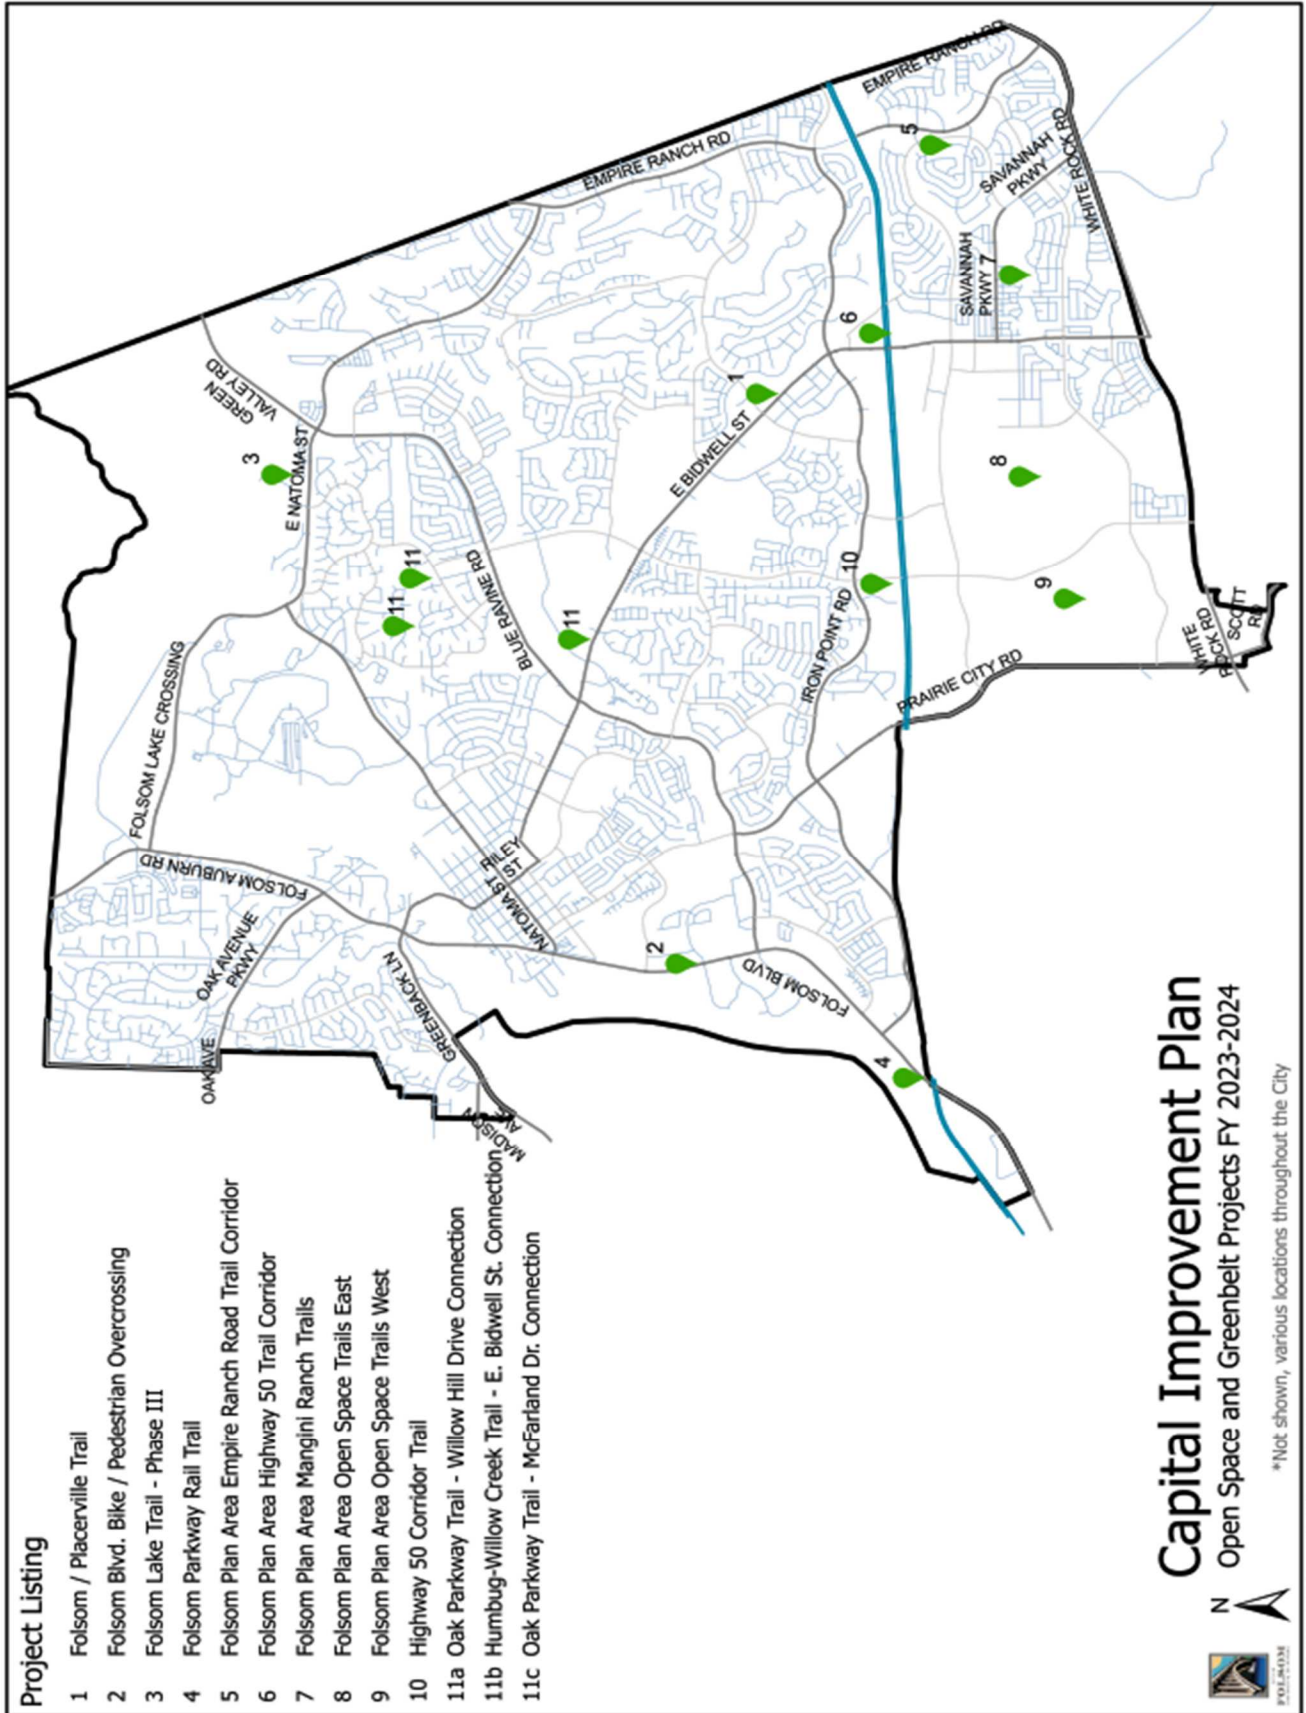 Project Listing
1 Folsom / Placerville Trail
2 Folsom Blvd. Bike / Pedestrian Overcrossing
3 Folsom Lake Trail - Phase III
4 Folsom Parkway Rail Trail
5 Folsom Plan Area Empire Ranch Road Trail Corridor
6 Folsom Plan Area Highway 50 Trail Corridor
7 Folsom Plan Area Mangini Ranch Trails
8 Folsom Plan Area Open Space Trails East
9 Folsom Plan Area Open Space Trails West
10 Highway 50 Corridor Trail
11a Oak Parkway Trail - Willow Hill Drive Connection
11b Humbug-Willow Creek Trail - E. Bidwell St. Connection
11c Oak Parkway Trail - McFarland Dr. Connection
OAK AVE
OAK AVENUE
PKWY
FOLSOM AUBURN RD
FOLSOM LAKE CROSSING
GREEN
VALLEY RD
3
E NATOMA ST
GREENBACK LN
MADISON
AVE
NATOMA ST
RILEY
ST
11
11
BLUE RAVINE RD
11
EMPIRE RANCH RD
2
FOLSOM BLVD
E BIDWELL ST
1
IRON POINT RD
10
6
4
PRAIRIE CITY RD
EMPIRE RANCH RD
5
SAVANNAH
PKWY
7
SAVANNAH
PKWY
8
9
WHITE ROCK RD
WHITE
ROCK RD
SCOTT
RD
Capital Improvement Plan
Open Space and Greenbelt Projects FY 2023-2024
*Not shown, various locations throughout the City
N
FOLSOM